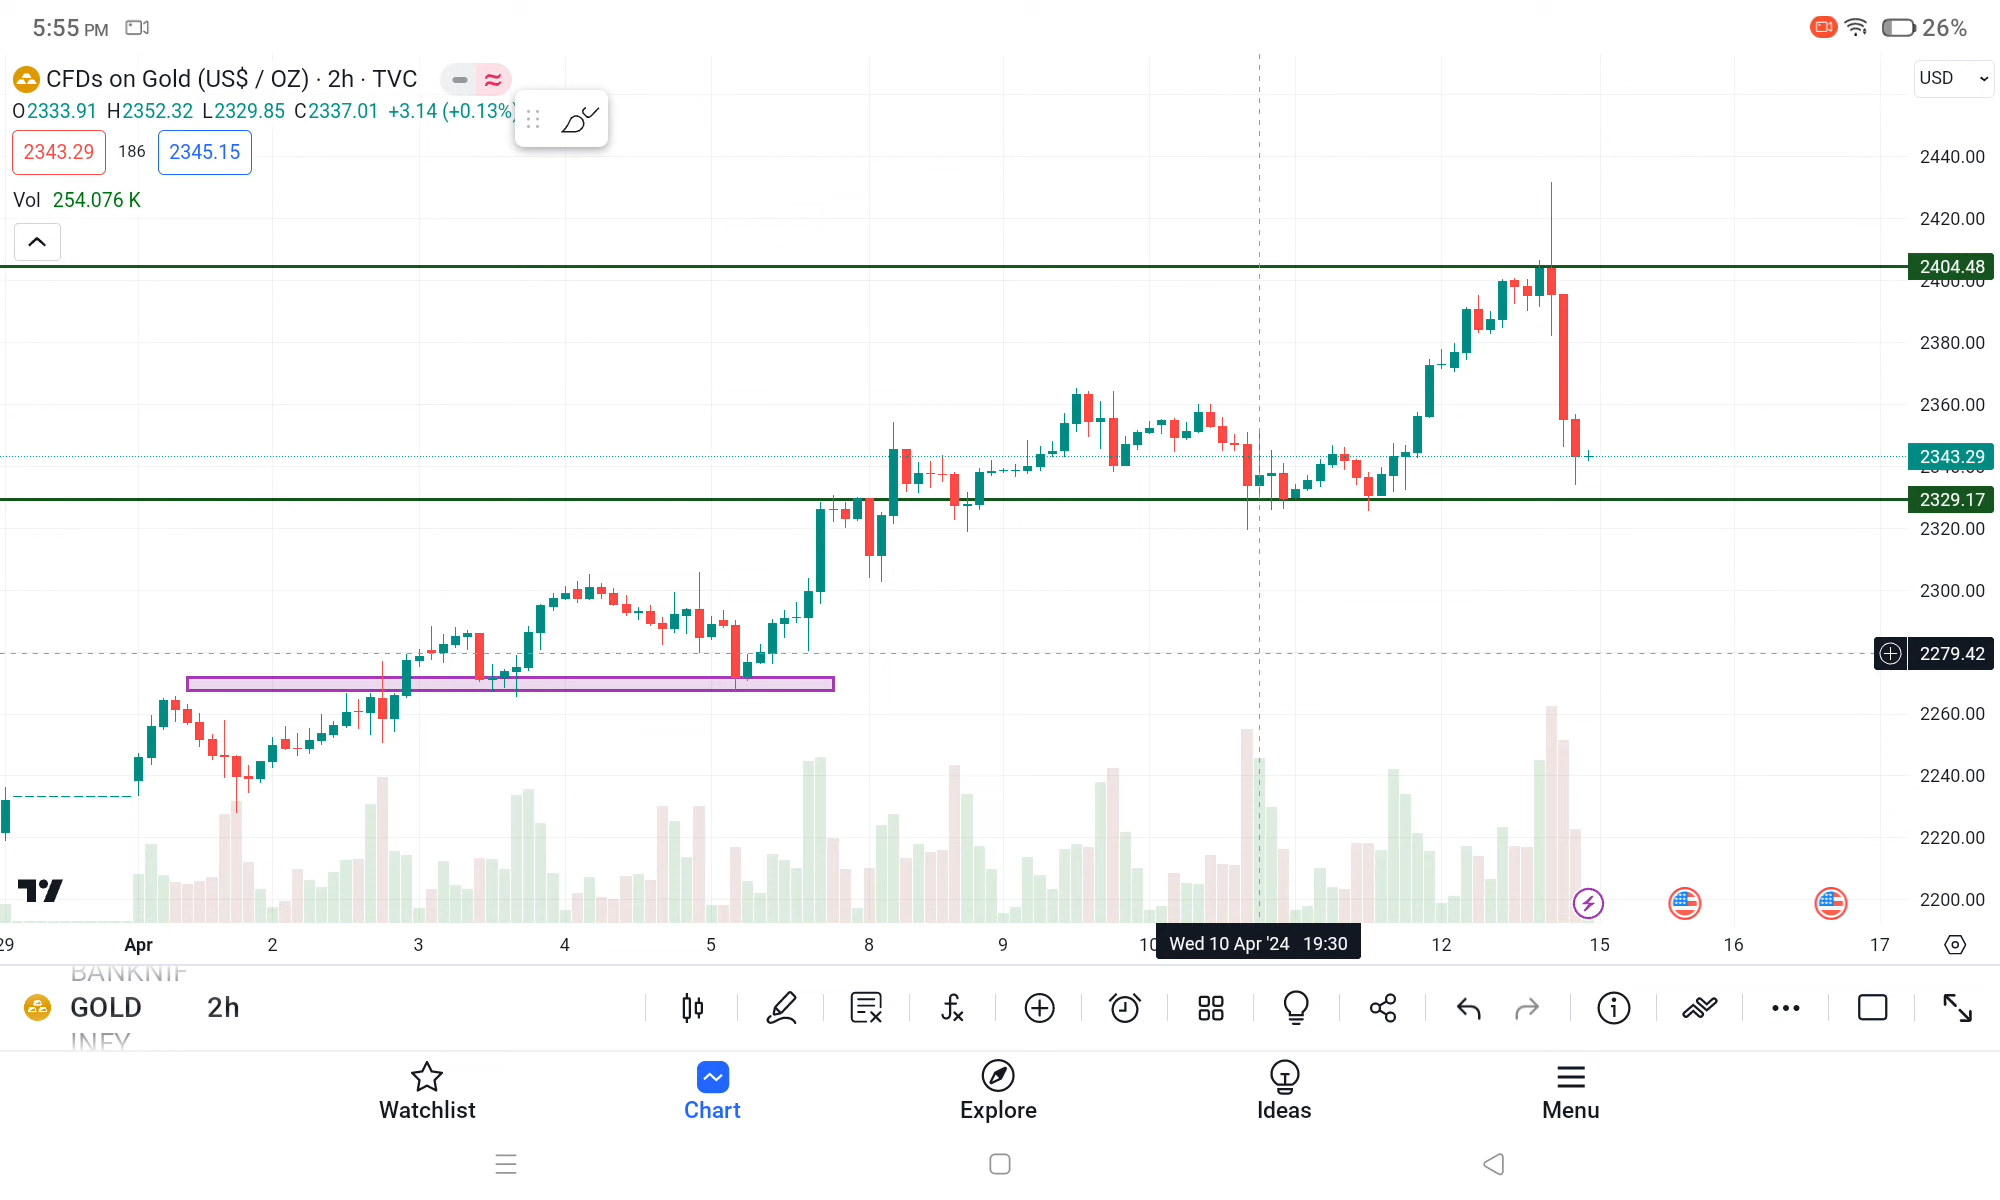 5:55 PM
26%
CFDs on Gold (US$ / OZ) · 2h · TVC
USD
O2333.91 H2352.32 L2329.85 C2337.01 +3.14 (+0.13%)
2343.29 186 2345.15
Vol 254.076 K
2440.00
2420.00
2404.48
2400.00
2380.00
2360.00
2343.29
2340.00
2329.17
2320.00
2300.00
2279.42
2260.00
2240.00
2220.00
2200.00
29 Apr 2 3 4 5 8 9 10 Wed 10 Apr '24 19:30 12 15 16 17
BANKNIF
GOLD 2h
INFY
Watchlist Chart Explore Ideas Menu